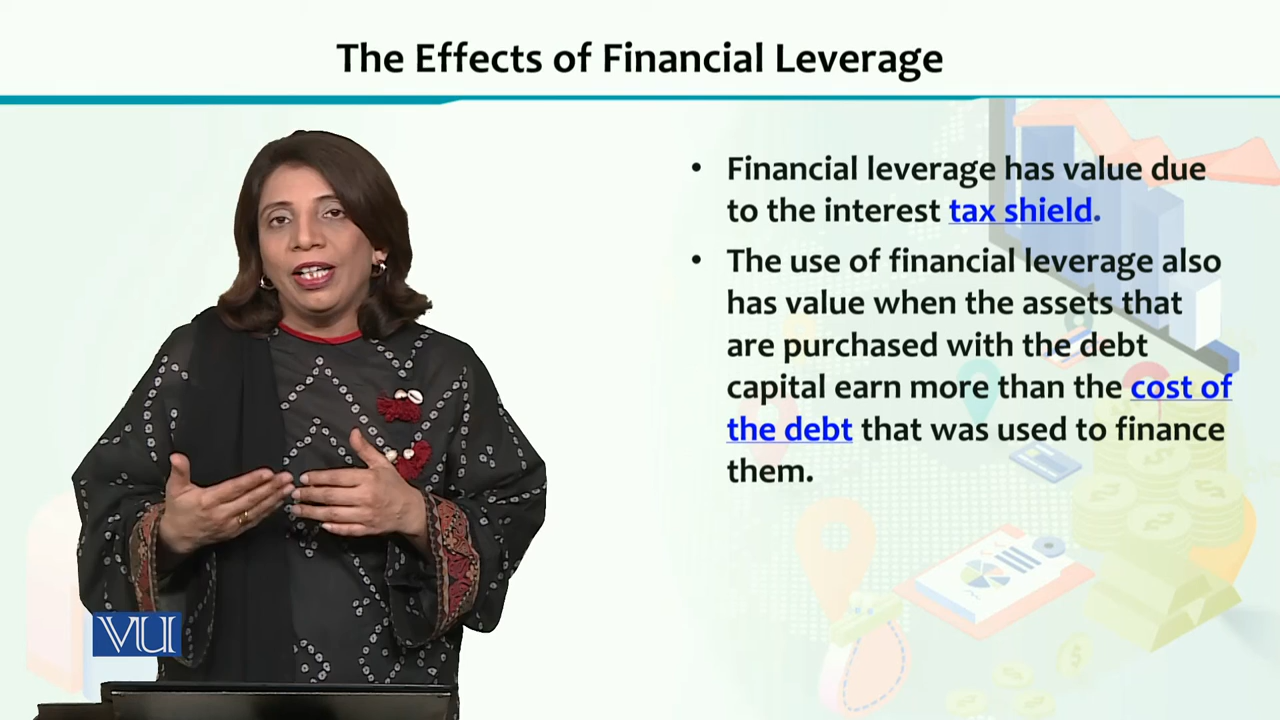 The Effects of Financial Leverage
• Financial leverage has value due
to the interest tax shield.
• The use of financial leverage also
has value when the assets that
are purchased with the debt
capital earn more than the cost of
the debt that was used to finance
them.
VU